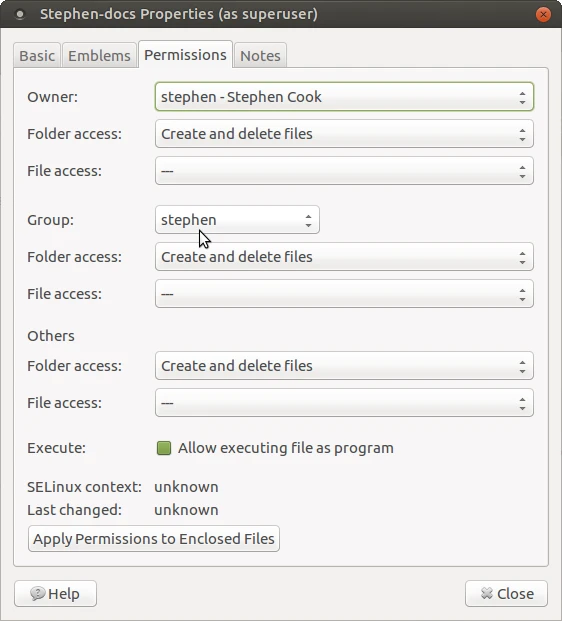 Stephen-docs Properties (as superuser)
Basic Emblems Permissions Notes
Owner: stephen - Stephen Cook
Folder access: Create and delete files
File access: ---
Group: stephen
Folder access: Create and delete files
File access: ---
Others
Folder access: Create and delete files
File access: ---
Execute: Allow executing file as program
SELinux context: unknown
Last changed: unknown
Apply Permissions to Enclosed Files
Help Close